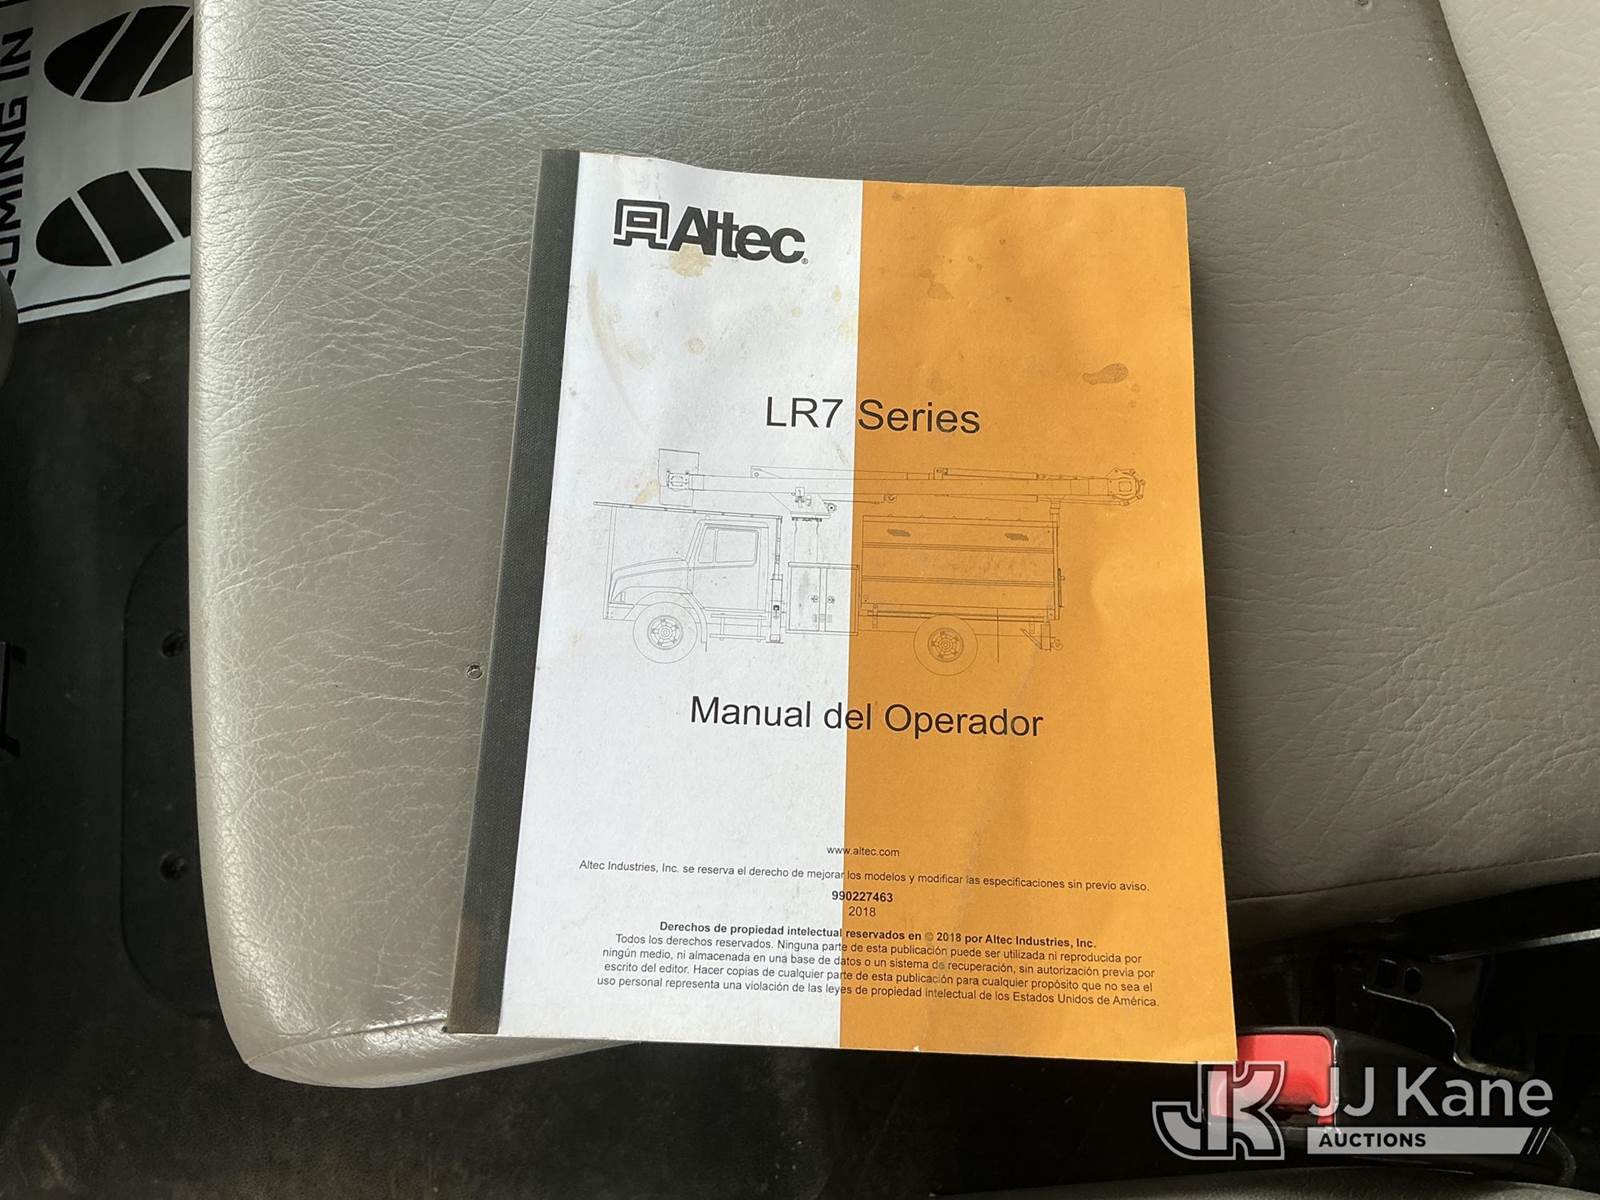 COMING IN
Altec
LR7 Series
Manual del Operador
www.altec.com
Altec Industries, Inc. se reserva el derecho de mejorar los modelos y modificar las especificaciones sin previo aviso.
990227463
2018
Derechos de propiedad intelectual reservados en © 2018 por Altec Industries, Inc.
Todos los derechos reservados. Ninguna parte de esta publicación puede ser utilizada ni reproducida por
ningún medio, ni almacenada en una base de datos o un sistema de recuperación, sin autorización previa por
escrito del editor. Hacer copias de cualquier parte de esta publicación para cualquier propósito que no sea el
uso personal representa una violación de las leyes de propiedad intelectual de los Estados Unidos de América.
JJ Kane
AUCTIONS